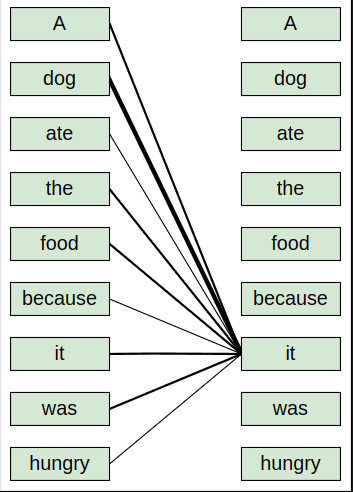 A A
dog dog
ate ate
the the
food food
because because
it it
was was
hungry hungry